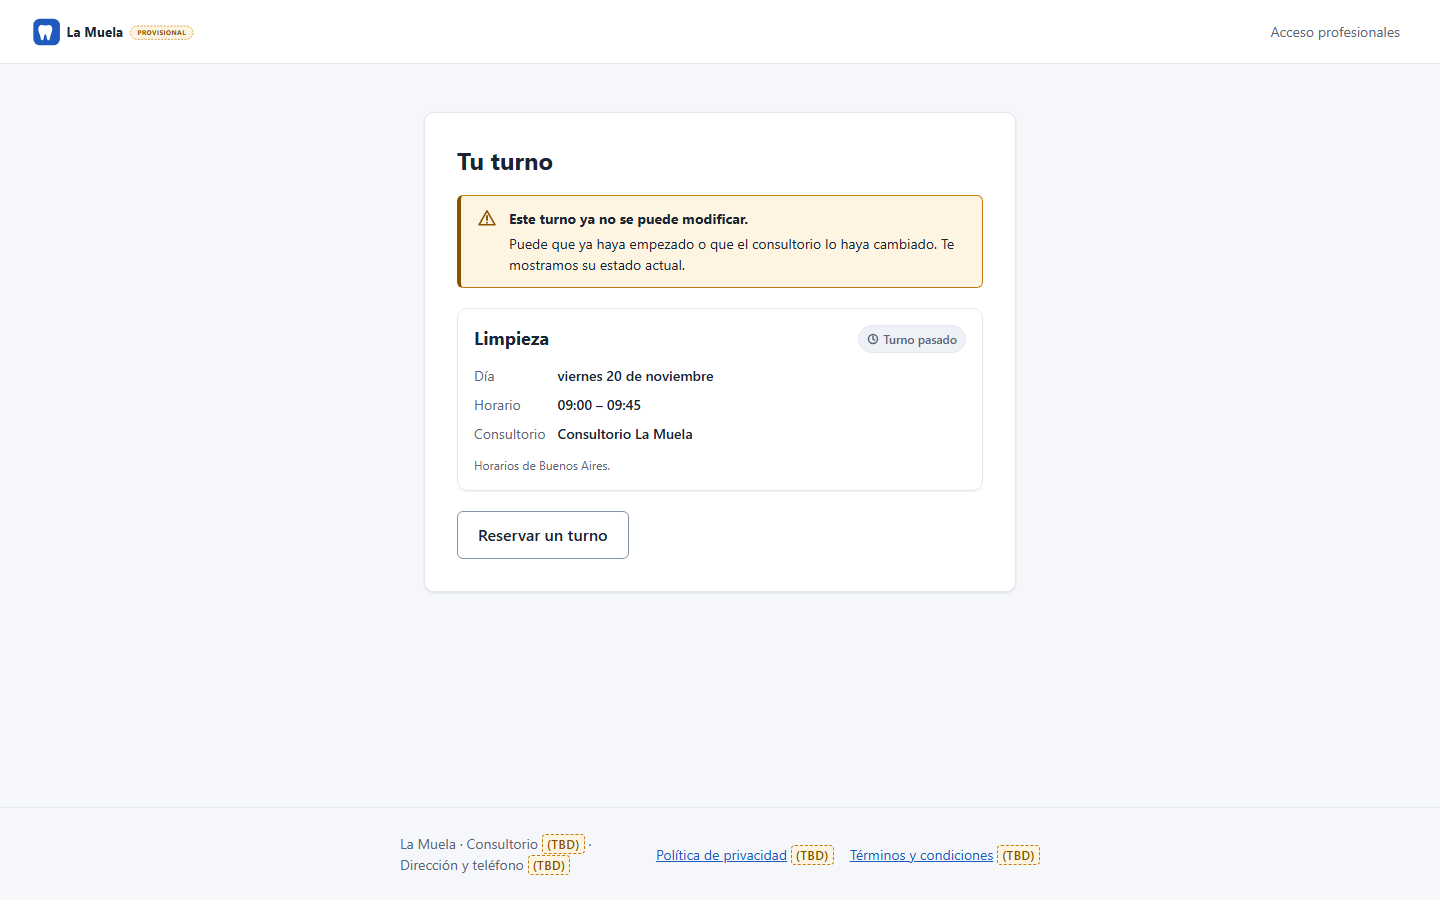 La Muela PROVISIONAL
Acceso profesionales
Tu turno
Este turno ya no se puede modificar.
Puede que ya haya empezado o que el consultorio lo haya cambiado. Te
mostramos su estado actual.
Limpieza
Turno pasado
Día viernes 20 de noviembre
Horario 09:00 – 09:45
Consultorio Consultorio La Muela
Horarios de Buenos Aires.
Reservar un turno
La Muela · Consultorio (TBD) ·
Dirección y teléfono (TBD)
Política de privacidad (TBD) Términos y condiciones (TBD)